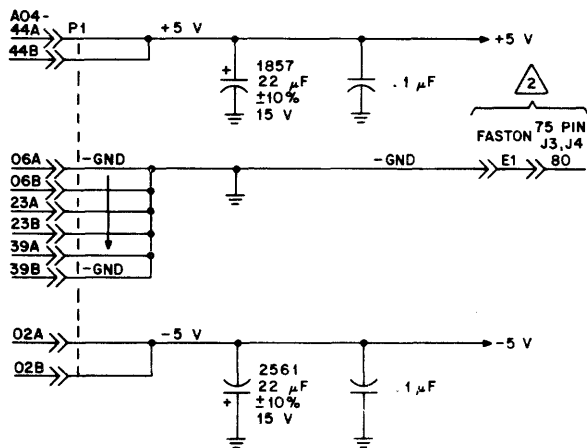 A04-
44A P1 +5 V +5 V
44B
+ 1857
22 μF
±10%
15 V
.1 μF
2
FASTON 75 PIN
J3,J4
06A -GND -GND E1 80
06B
23A
23B
39A
39B -GND
02A -5 V -5 V
02B
2561
22 μF
+ ±10%
15 V
.1 μF